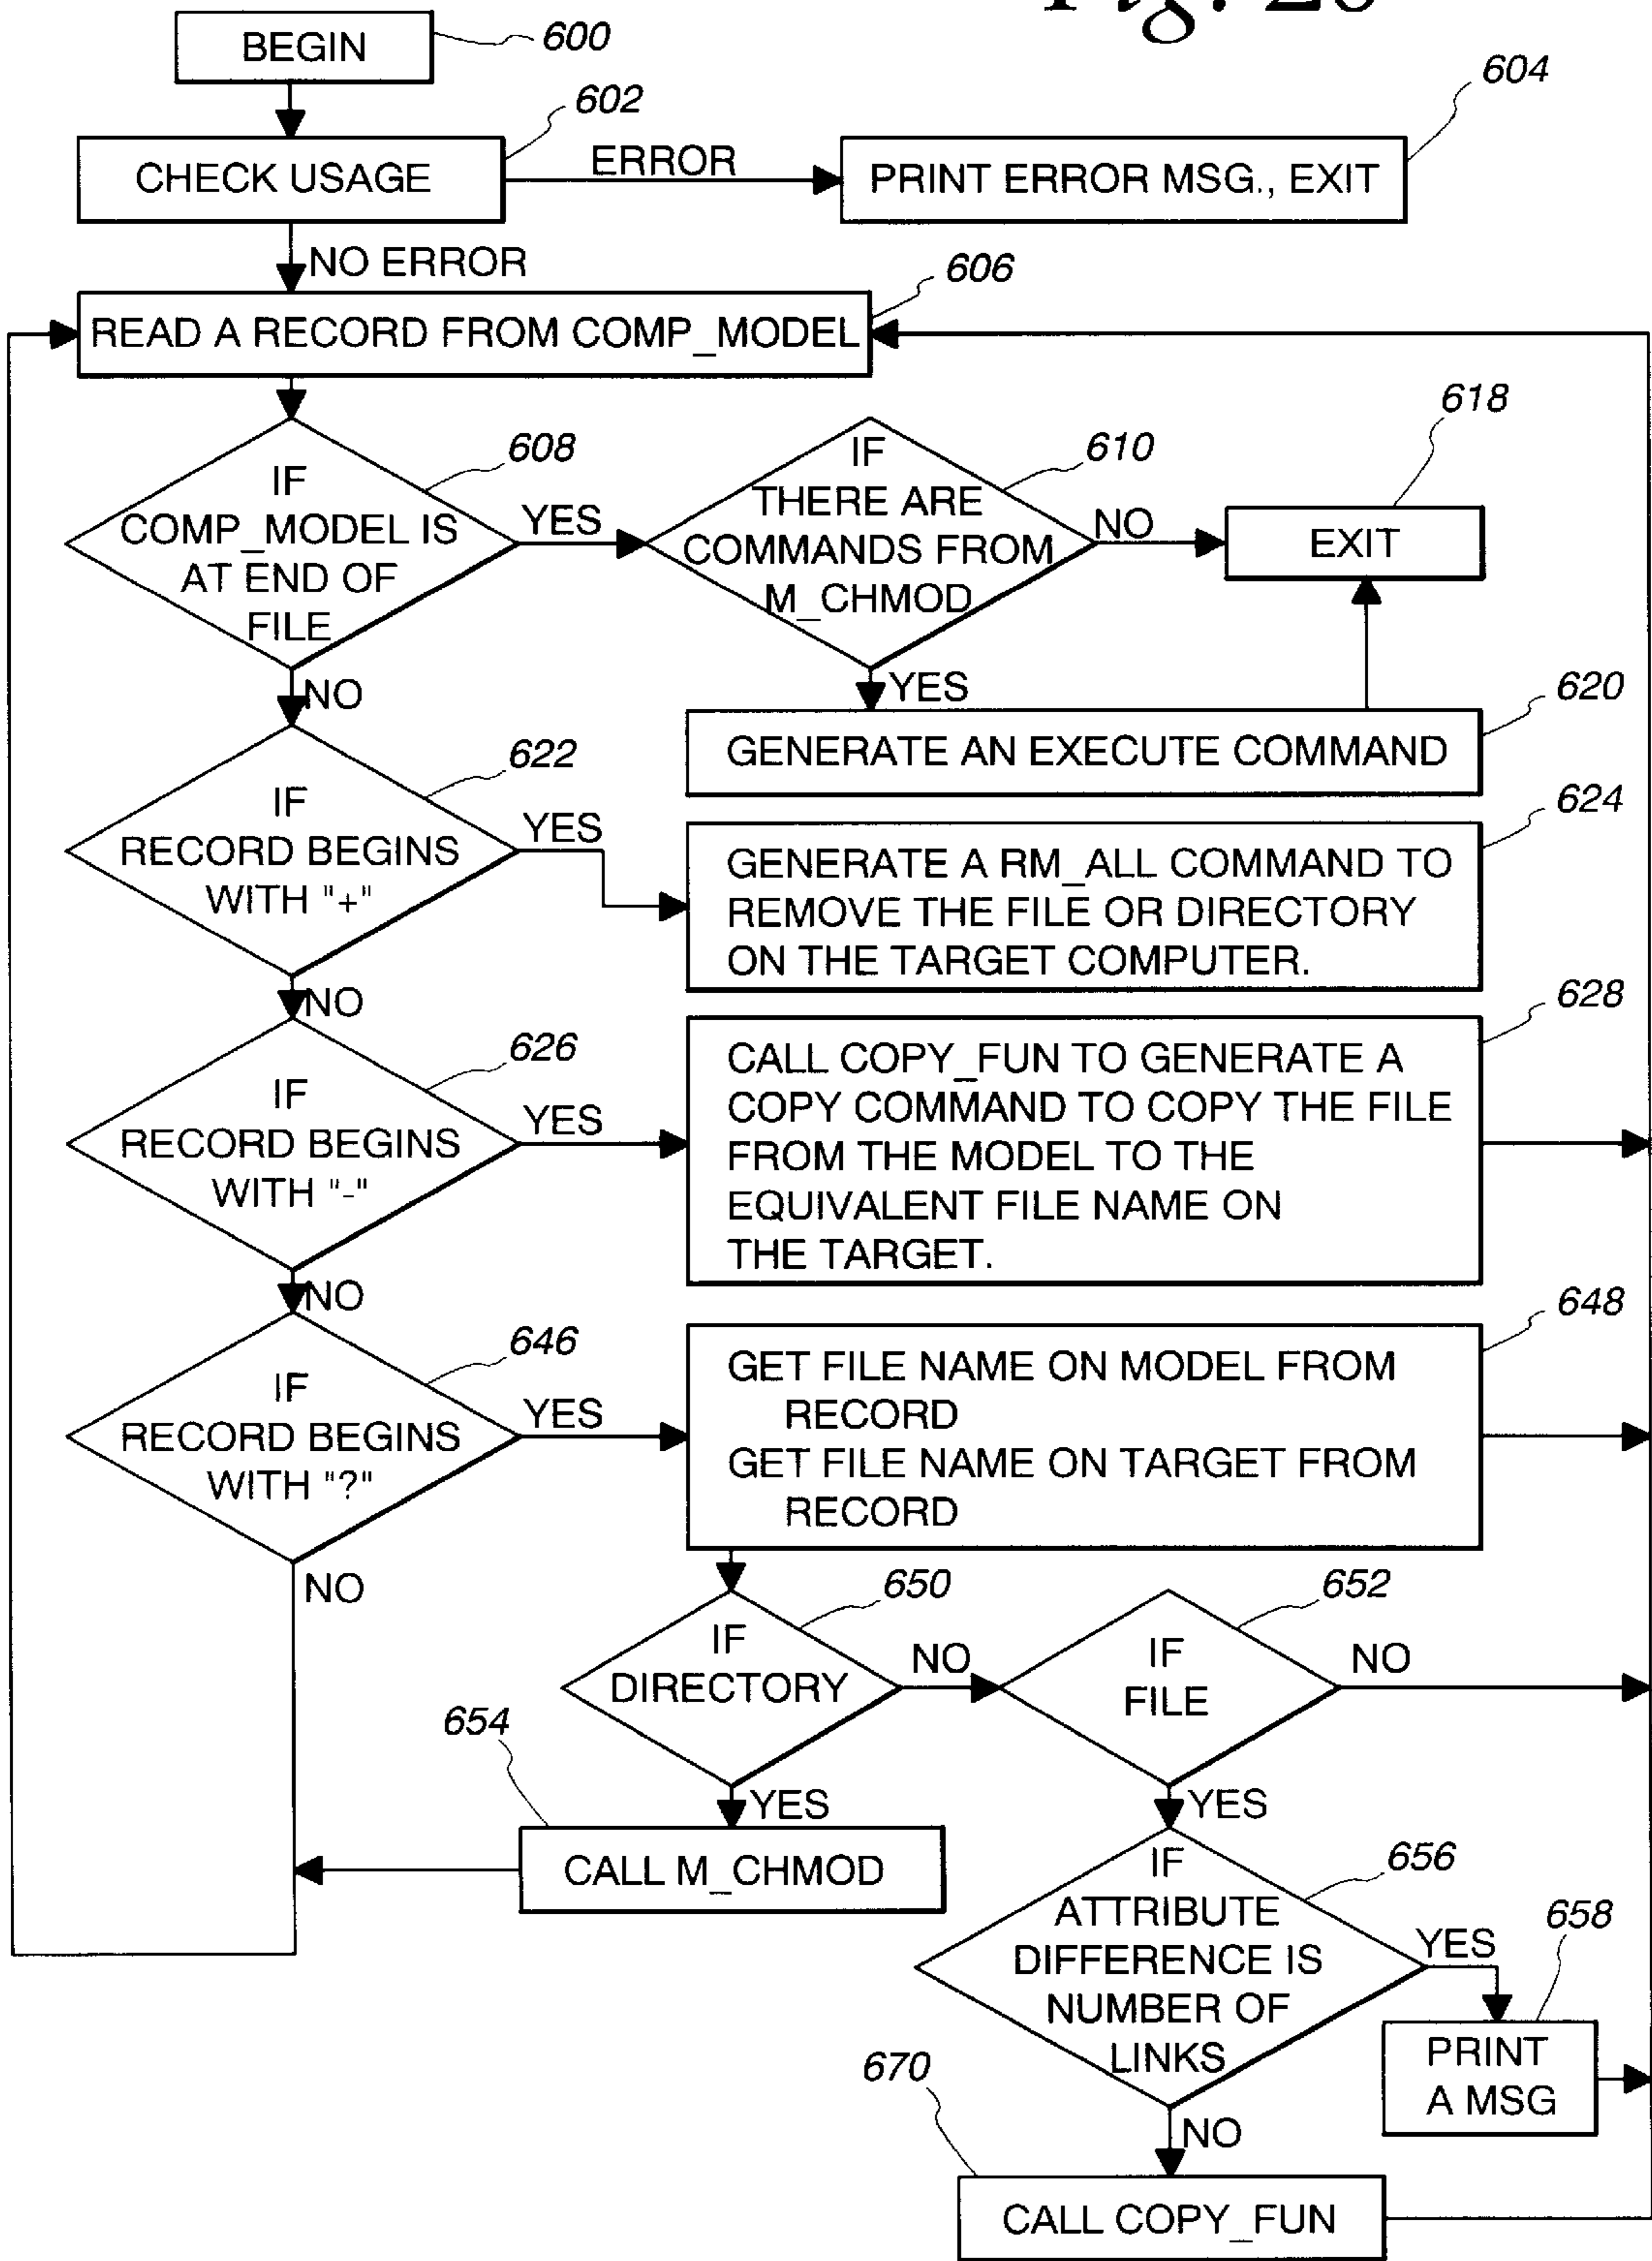 BEGIN
600
602
604
CHECK USAGE
ERROR
PRINT ERROR MSG., EXIT
NO ERROR
606
READ A RECORD FROM COMP_MODEL
608
IF
COMP_MODEL IS
AT END OF
FILE
YES
610
IF
THERE ARE
COMMANDS FROM
M_CHMOD
NO
618
EXIT
NO
YES
620
GENERATE AN EXECUTE COMMAND
622
IF
RECORD BEGINS
WITH "+"
YES
624
GENERATE A RM_ALL COMMAND TO
REMOVE THE FILE OR DIRECTORY
ON THE TARGET COMPUTER.
NO
626
IF
RECORD BEGINS
WITH "-"
YES
628
CALL COPY_FUN TO GENERATE A
COPY COMMAND TO COPY THE FILE
FROM THE MODEL TO THE
EQUIVALENT FILE NAME ON
THE TARGET.
NO
646
IF
RECORD BEGINS
WITH "?"
YES
648
GET FILE NAME ON MODEL FROM
RECORD
GET FILE NAME ON TARGET FROM
RECORD
NO
650
IF
DIRECTORY
NO
652
IF
FILE
NO
654
YES
CALL M_CHMOD
YES
656
IF
ATTRIBUTE
DIFFERENCE IS
NUMBER OF
LINKS
YES
658
PRINT
A MSG
670
NO
CALL COPY_FUN